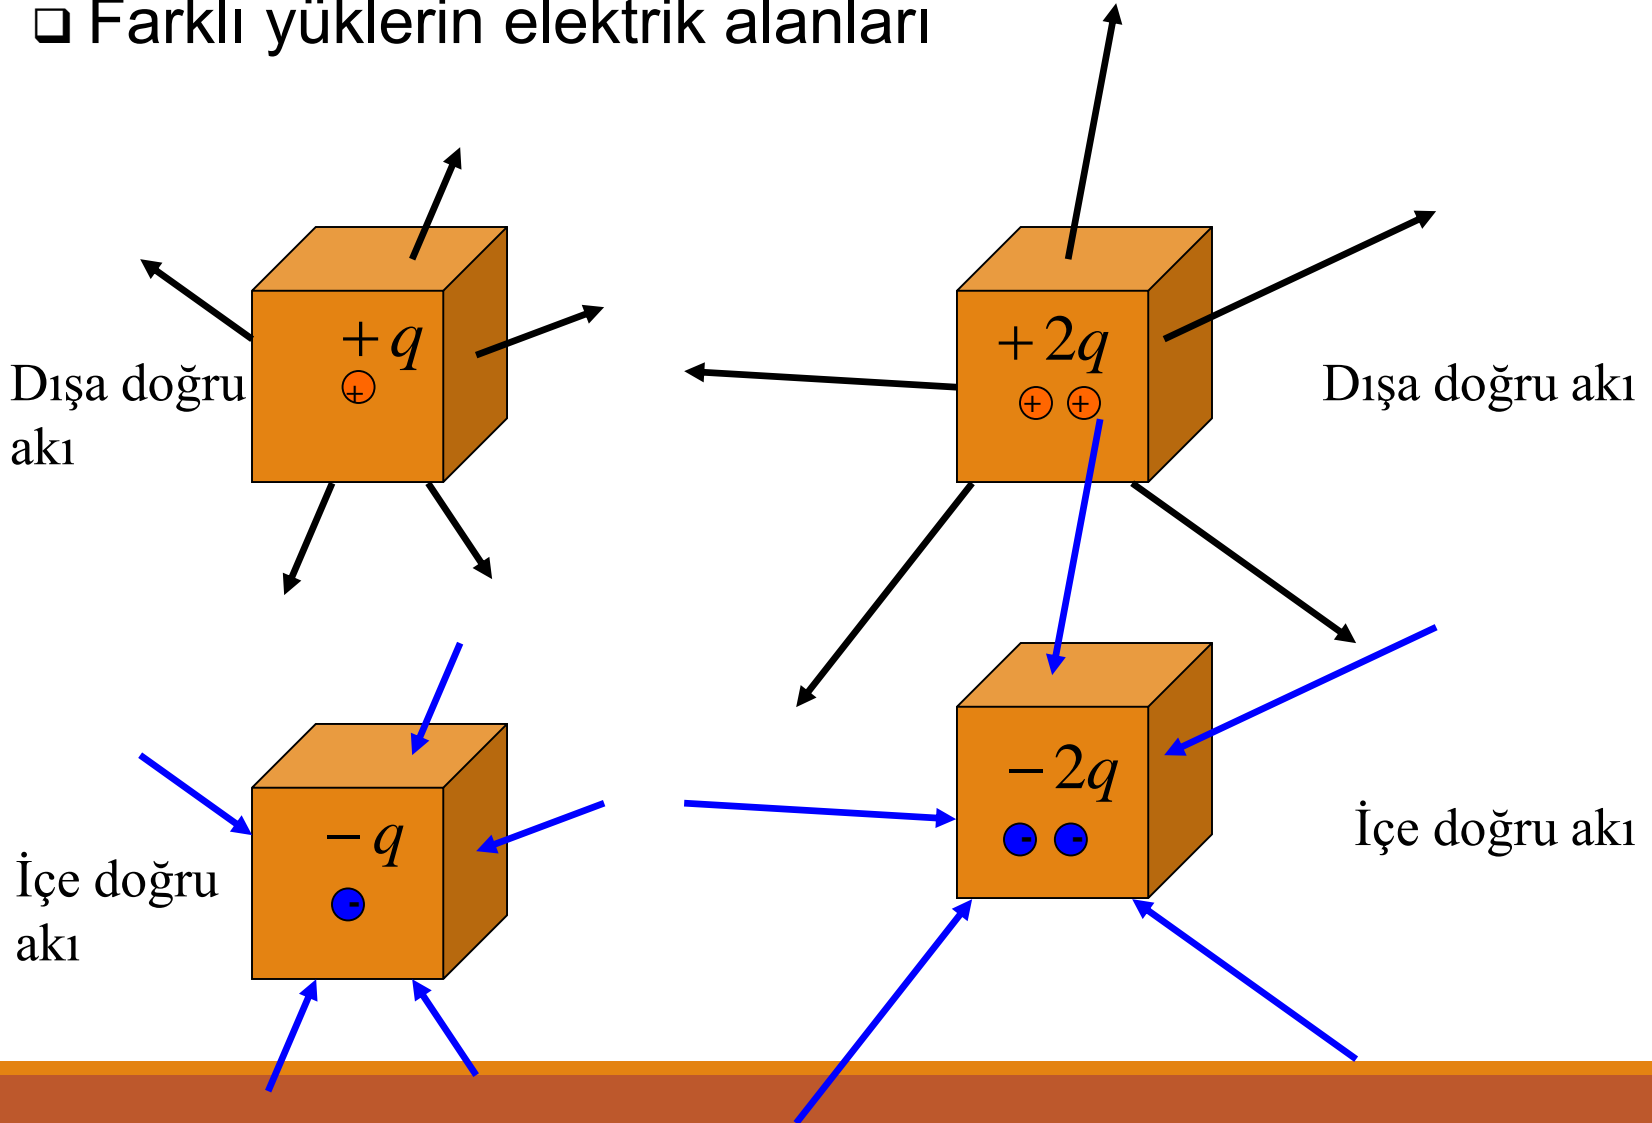 ❑ Farklı yüklerin elektrik alanları
+q
+
Dışa doğru
akı
+2q
+ +
Dışa doğru akı
−q
-
İçe doğru
akı
−2q
- -
İçe doğru akı